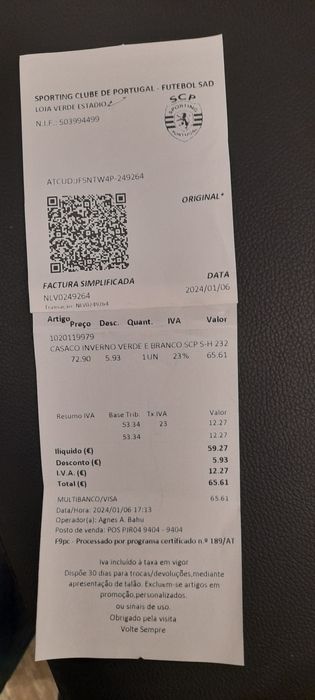 SPORTING CLUBE DE PORTUGAL - FUTEBOL SAD
LOJA VERDE ESTADIO2
N.I.F.: 503994499
SCP
SPORTING
PORTUGAL
ATCUD:JFSNTW4P-249264
ORIGINAL*
FACTURA SIMPLIFICADA
DATA
NLV0249264
2024/01/06
Transacao: NLV0249264
Artigo Preço Desc. Quant. IVA Valor
1020119979
CASACO INVERNO VERDE E BRANCO SCP S-H 232
72.90 5.93 1UN 23% 65.61
Resumo IVA Base Trib. Tx IVA Valor
53.34 23 12.27
53.34 12.27
Iliquido (€) 59.27
Desconto (€) 5.93
I.V.A. (€) 12.27
Total (€) 65.61
MULTIBANCO/VISA 65.61
Data/Hora: 2024/01/06 17:13
Operador(a): Agnes A. Bahu
Posto de venda: POS PJR04 9404 - 9404
F9pc - Processado por programa certificado n.º 189/AT
Iva incluído à taxa em vigor
Dispõe 30 dias para trocas/devoluções,mediante
apresentação de talão. Excluem-se artigos em
promoção,personalizados.
ou sinais de uso.
Obrigado pela visita
Volte Sempre